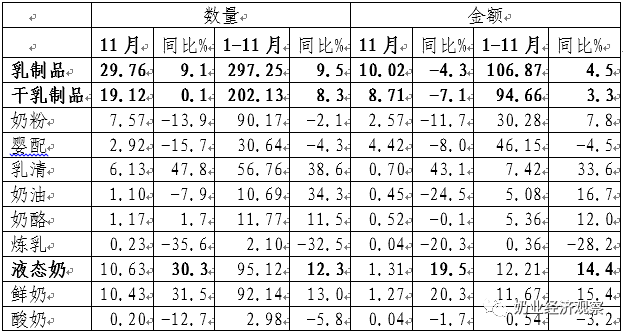 数量 金额
11月 同比% 1-11月 同比% 11月 同比% 1-11月 同比%
乳制品 29.76 9.1 297.25 9.5 10.02 -4.3 106.87 4.5
干乳制品 19.12 0.1 202.13 8.3 8.71 -7.1 94.66 3.3
奶粉 7.57 -13.9 90.17 -2.1 2.57 -11.7 30.28 7.8
婴配 2.92 -15.7 30.64 -4.3 4.42 -8.0 46.15 -4.5
乳清 6.13 47.8 56.76 38.6 0.70 43.1 7.42 33.6
奶油 1.10 -7.9 10.69 34.3 0.45 -24.5 5.08 16.7
奶酪 1.17 1.7 11.77 11.5 0.52 -0.1 5.36 12.0
炼乳 0.23 -35.6 2.10 -32.5 0.04 -20.3 0.36 -28.2
液态奶 10.63 30.3 95.12 12.3 1.31 19.5 12.21 14.4
鲜奶 10.43 31.5 92.14 13.0 1.27 20.3 11.67 15.4
酸奶 0.20 -12.7 2.98 -5.8 0.04 -1.7 0.54 -3.2
奶业经济观察